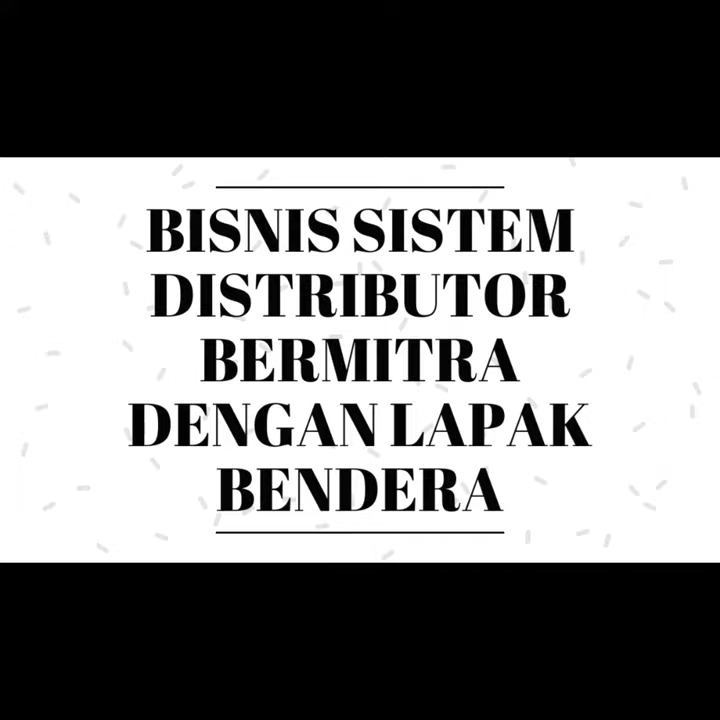 BISNIS SISTEM
DISTRIBUTOR
BERMITRA
DENGAN LAPAK
BENDERA